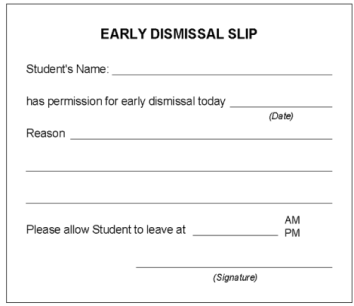 EARLY DISMISSAL SLIP
Student's Name:
has permission for early dismissal today
(Date)
Reason
AM
Please allow Student to leave at PM
(Signature)